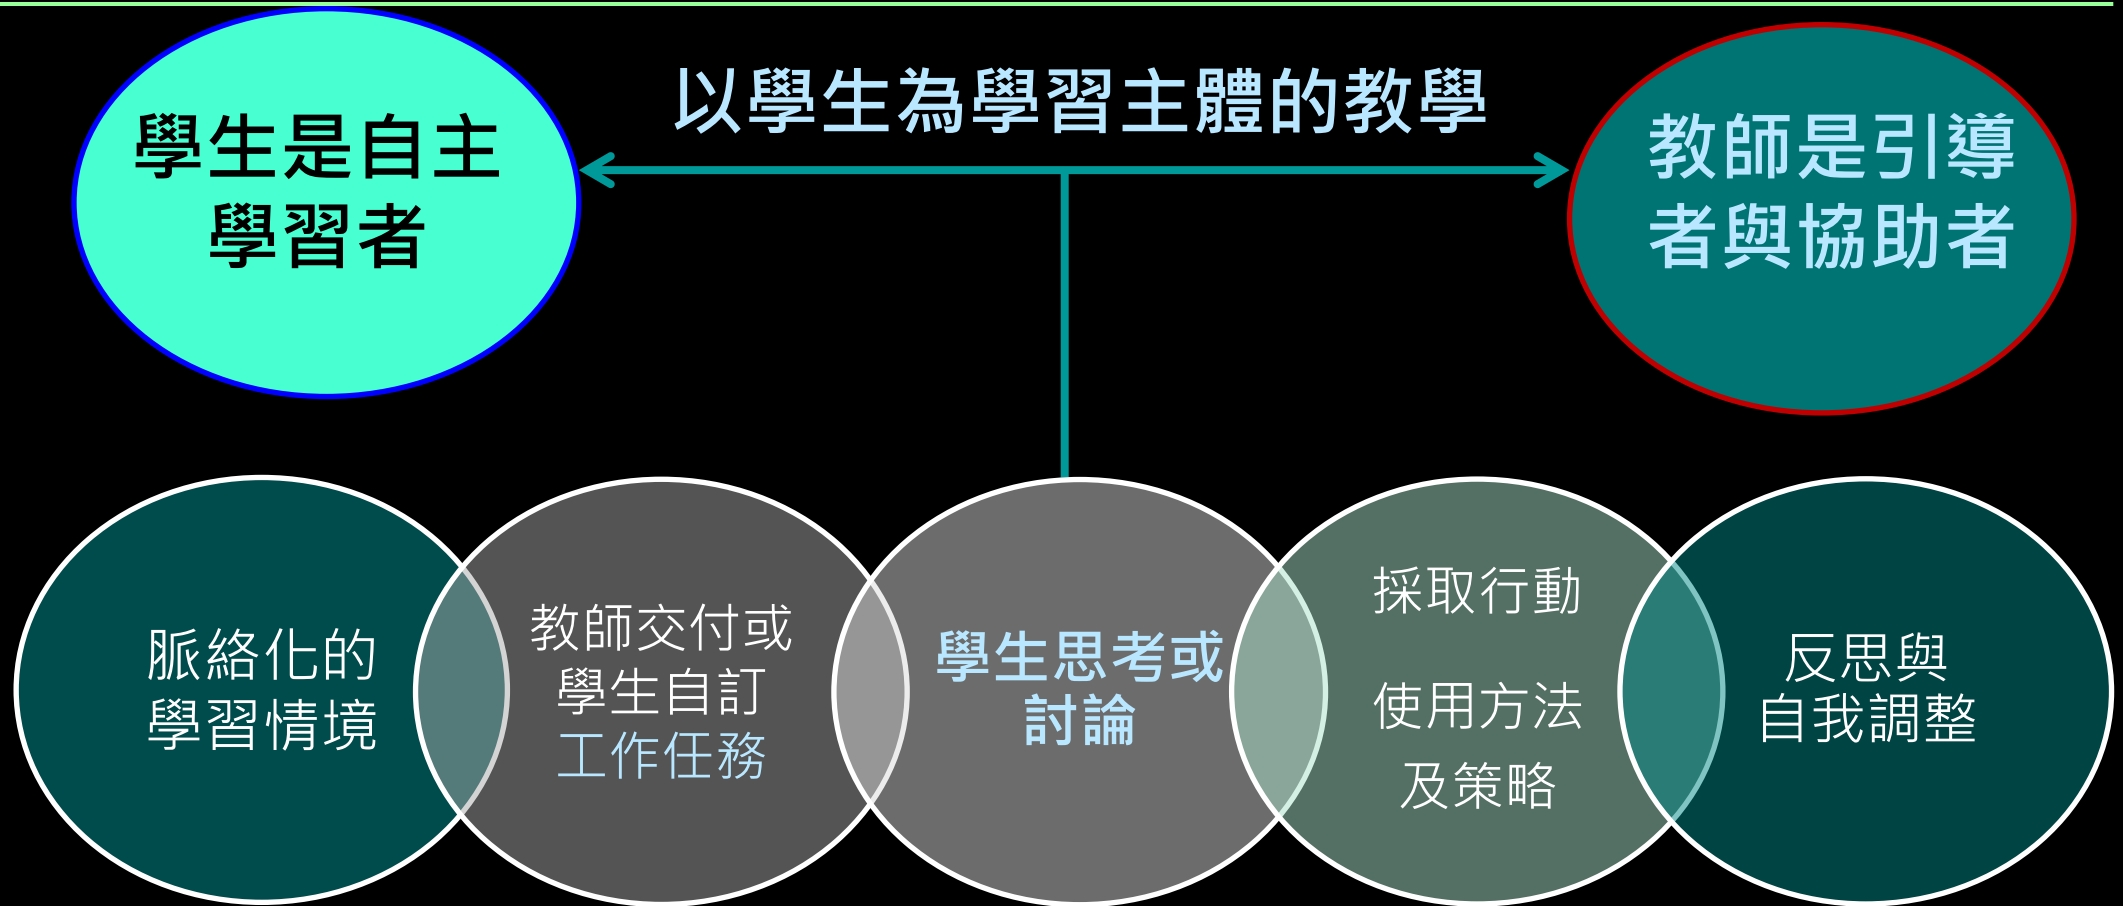 以學生為學習主體的教學
學生是自主
學習者
教師是引導
者與協助者
脈絡化的
學習情境
教師交付或
學生自訂
工作任務
學生思考或
討論
採取行動
使用方法
及策略
反思與
自我調整